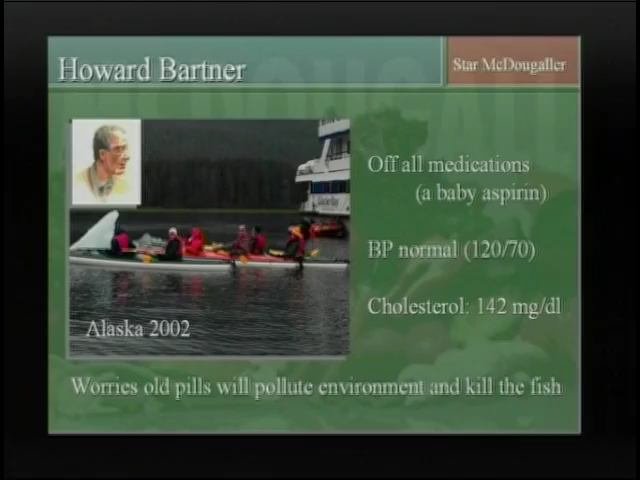 Howard Bartner
Star McDougaller
Off all medications
(a baby aspirin)
BP normal (120/70)
Cholesterol: 142 mg/dl
Alaska 2002
Worries old pills will pollute environment and kill the fish